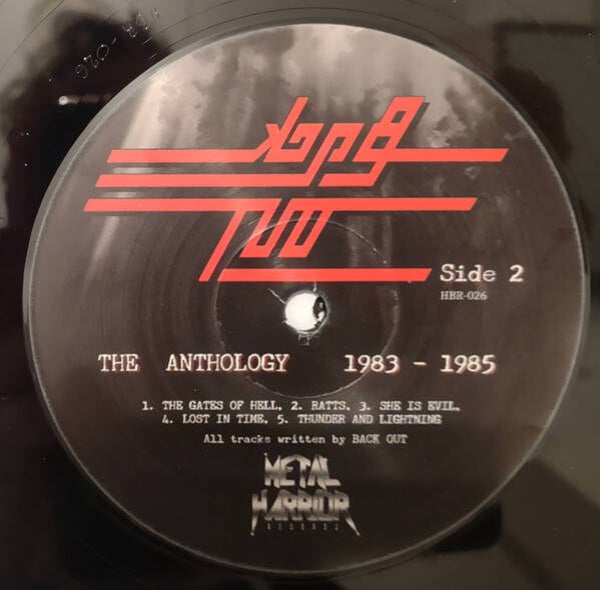 Side 2
HBR-026
THE ANTHOLOGY 1983 - 1985
1. THE GATES OF HELL, 2. RATTS, 3. SHE IS EVIL,
4. LOST IN TIME, 5. THUNDER AND LIGHTNING
All tracks written by BACK OUT
METAL
WARRIOR
RECORDS